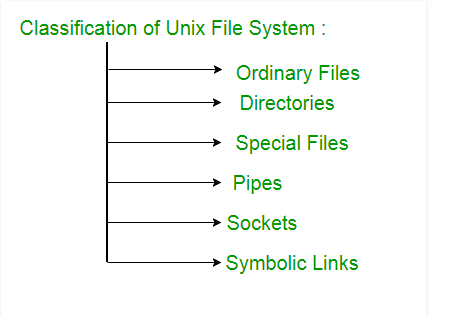 Classification of Unix File System :
Ordinary Files
Directories
Special Files
Pipes
Sockets
Symbolic Links